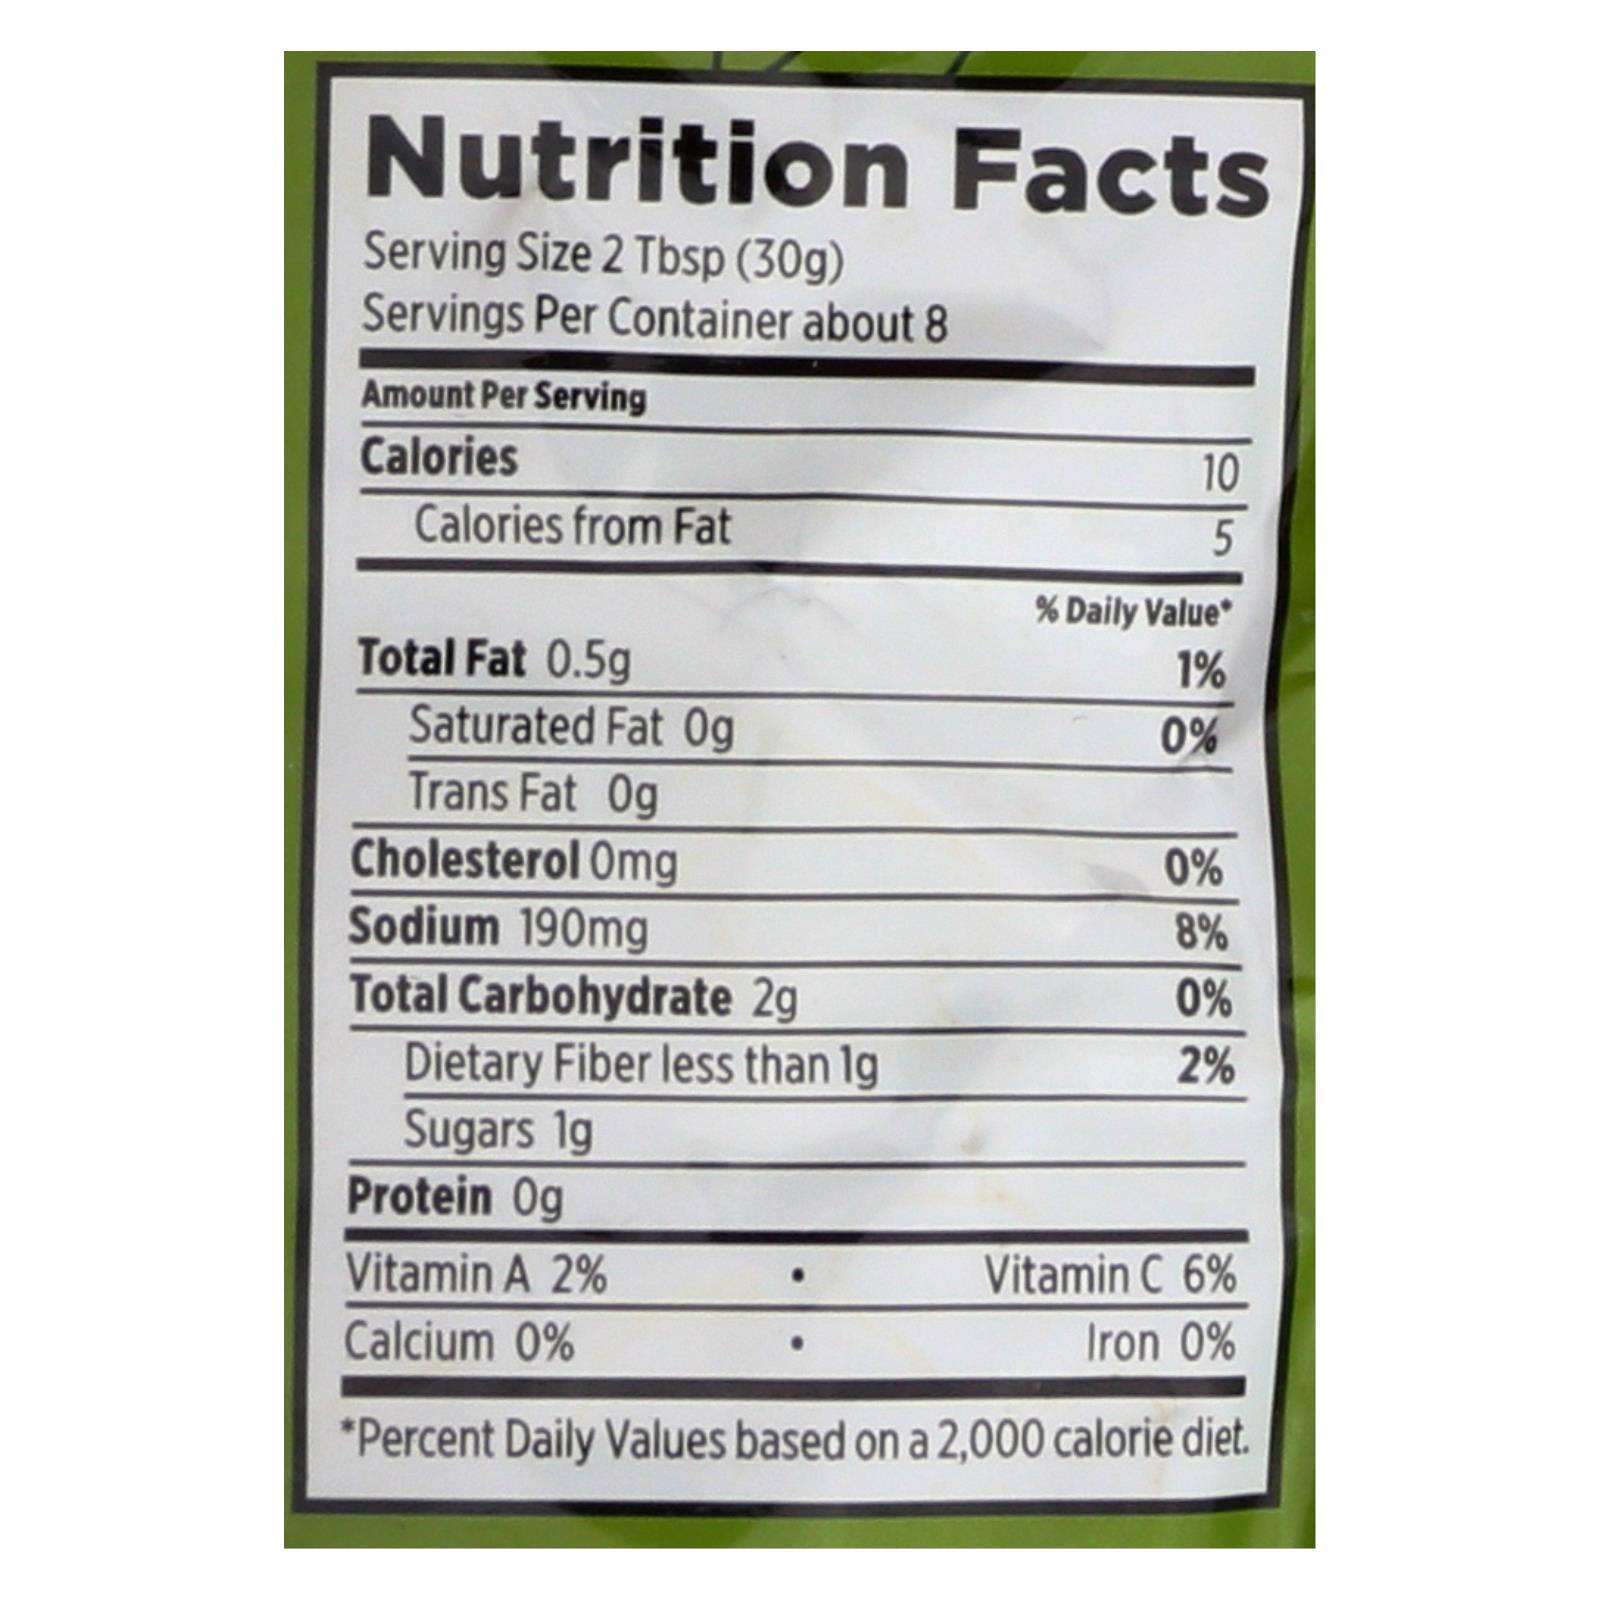 Nutrition Facts
Serving Size 2 Tbsp (30g)
Servings Per Container about 8
Amount Per Serving
Calories 10
Calories from Fat 5
% Daily Value*
Total Fat 0.5g 1%
Saturated Fat 0g 0%
Trans Fat 0g
Cholesterol 0mg 0%
Sodium 190mg 8%
Total Carbohydrate 2g 0%
Dietary Fiber less than 1g 2%
Sugars 1g
Protein 0g
Vitamin A 2% • Vitamin C 6%
Calcium 0% • Iron 0%
*Percent Daily Values based on a 2,000 calorie diet.